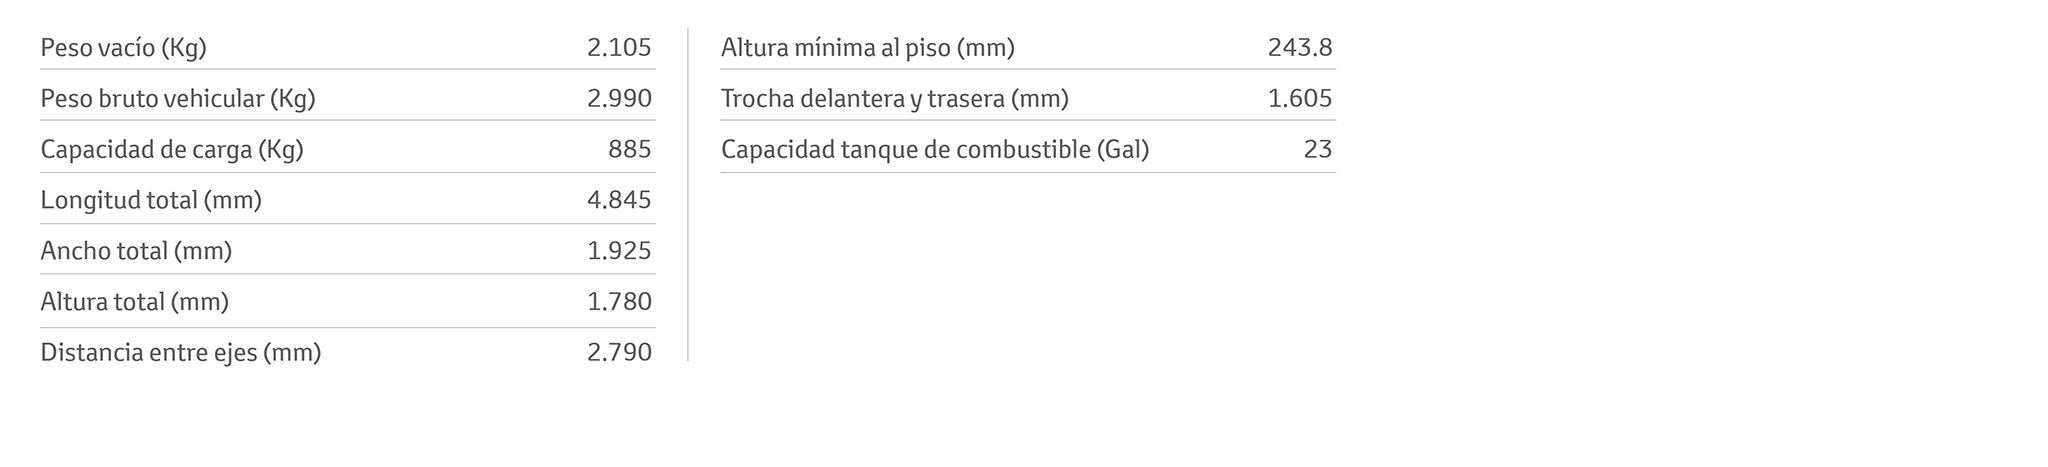 Peso vacío (Kg) 2.105
Peso bruto vehicular (Kg) 2.990
Capacidad de carga (Kg) 885
Longitud total (mm) 4.845
Ancho total (mm) 1.925
Altura total (mm) 1.780
Distancia entre ejes (mm) 2.790
Altura mínima al piso (mm) 243.8
Trocha delantera y trasera (mm) 1.605
Capacidad tanque de combustible (Gal) 23